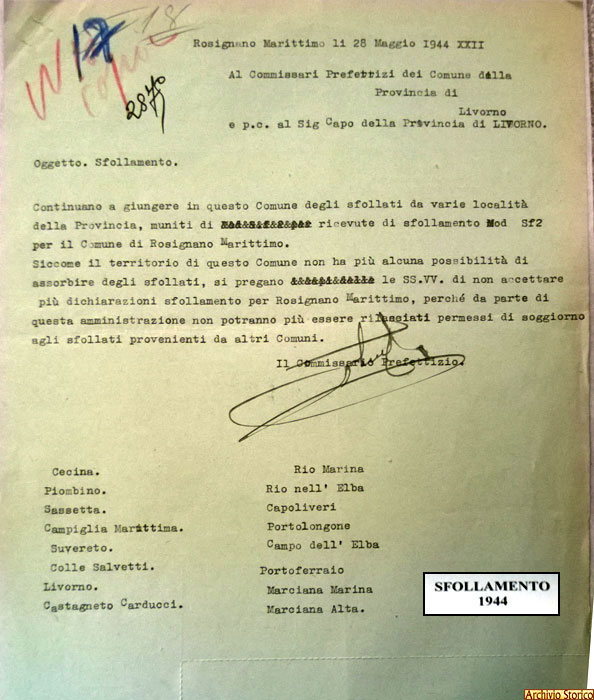 18
18
2870
Rosignano Marittimo li 28 Maggio 1944 XXII
Al Commissari Prefettizi dei Comune della
Provincia di
Livorno
e p.c. al Sig Capo della Provincia di LIVORNO.
Oggetto. Sfollamento.
Continuano a giungere in questo Comune degli sfollati da varie località
della Provincia, muniti di ricevute di sfollamento Mod Sf2
per il Comune di Rosignano Marittimo.
Siccome il territorio di questo Comune non ha più alcuna possibilità di
assorbire degli sfollati, si pregano le SS.VV. di non accettare
più dichiarazioni sfollamento per Rosignano Marittimo, perché da parte di
questa amministrazione non potranno più essere rilasciati permessi di soggiorno
agli sfollati provenienti da altri Comuni.
Il Commissario Prefettizio.
Cecina.
Piombino.
Sassetta.
Campiglia Marittima.
Suvereto.
Colle Salvetti.
Livorno.
Castagneto Carducci.
Rio Marina
Rio nell' Elba
Capoliveri
Portolongone
Campo dell' Elba
Portoferraio
Marciana Marina
Marciana Alta.
SFOLLAMENTO
1944
Archivio Storico